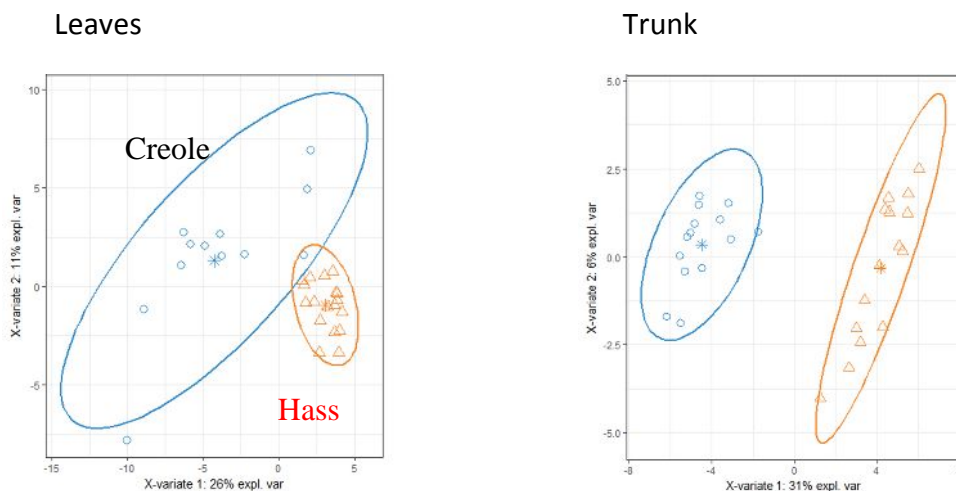 Leaves
Trunk
Creole
Hass
10
5
0
-5
-15
-10
-5
0
5
X-variate 2: 11% expl. var
X-variate 1: 26% expl. var
5.0
2.5
0.0
-2.5
-5.0
-8
-4
0
4
X-variate 2: 6% expl. var
X-variate 1: 31% expl. var